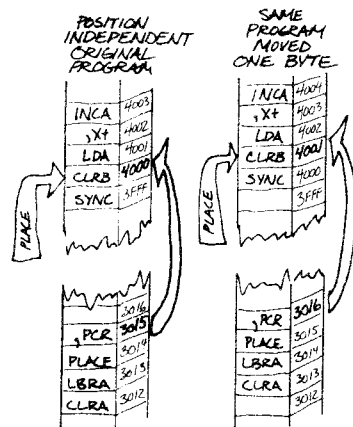 POSITION
INDEPENDENT
ORIGINAL
PROGRAM
INCA 4003
,X+ 4002
LDA 4001
CLRB 4000
SYNC 3FFF
PLACE
3016
,PCR 3015
PLACE 3014
LBRA 3013
CLRA 3012
SAME
PROGRAM
MOVED
ONE BYTE
INCA 4004
,X+ 4003
LDA 4002
CLRB 4001
SYNC 4000
3FFF
PLACE
,PCR 3016
PLACE 3015
LBRA 3014
CLRA 3013
3012